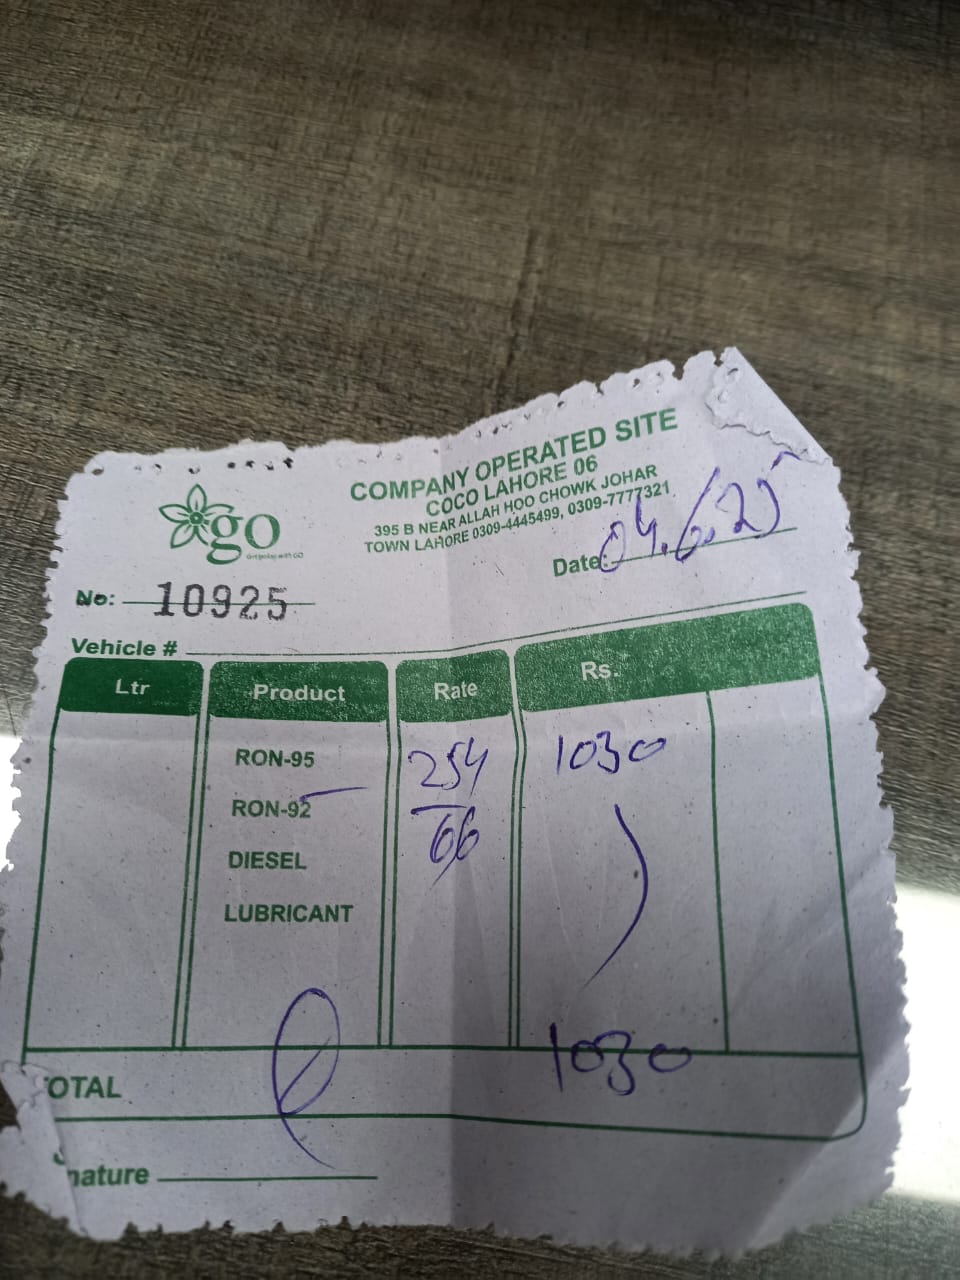 go
Get going with GO
COMPANY OPERATED SITE
COCO LAHORE 06
395 B NEAR ALLAH HOO CHOWK JOHAR
TOWN LAHORE 0309-4445499, 0309-7777321
Date: 04.6.25
No: 10925
Vehicle #
Ltr Product Rate Rs.
RON-95 254 1030
RON-92 66
DIESEL
LUBRICANT
OTAL 1030
nature